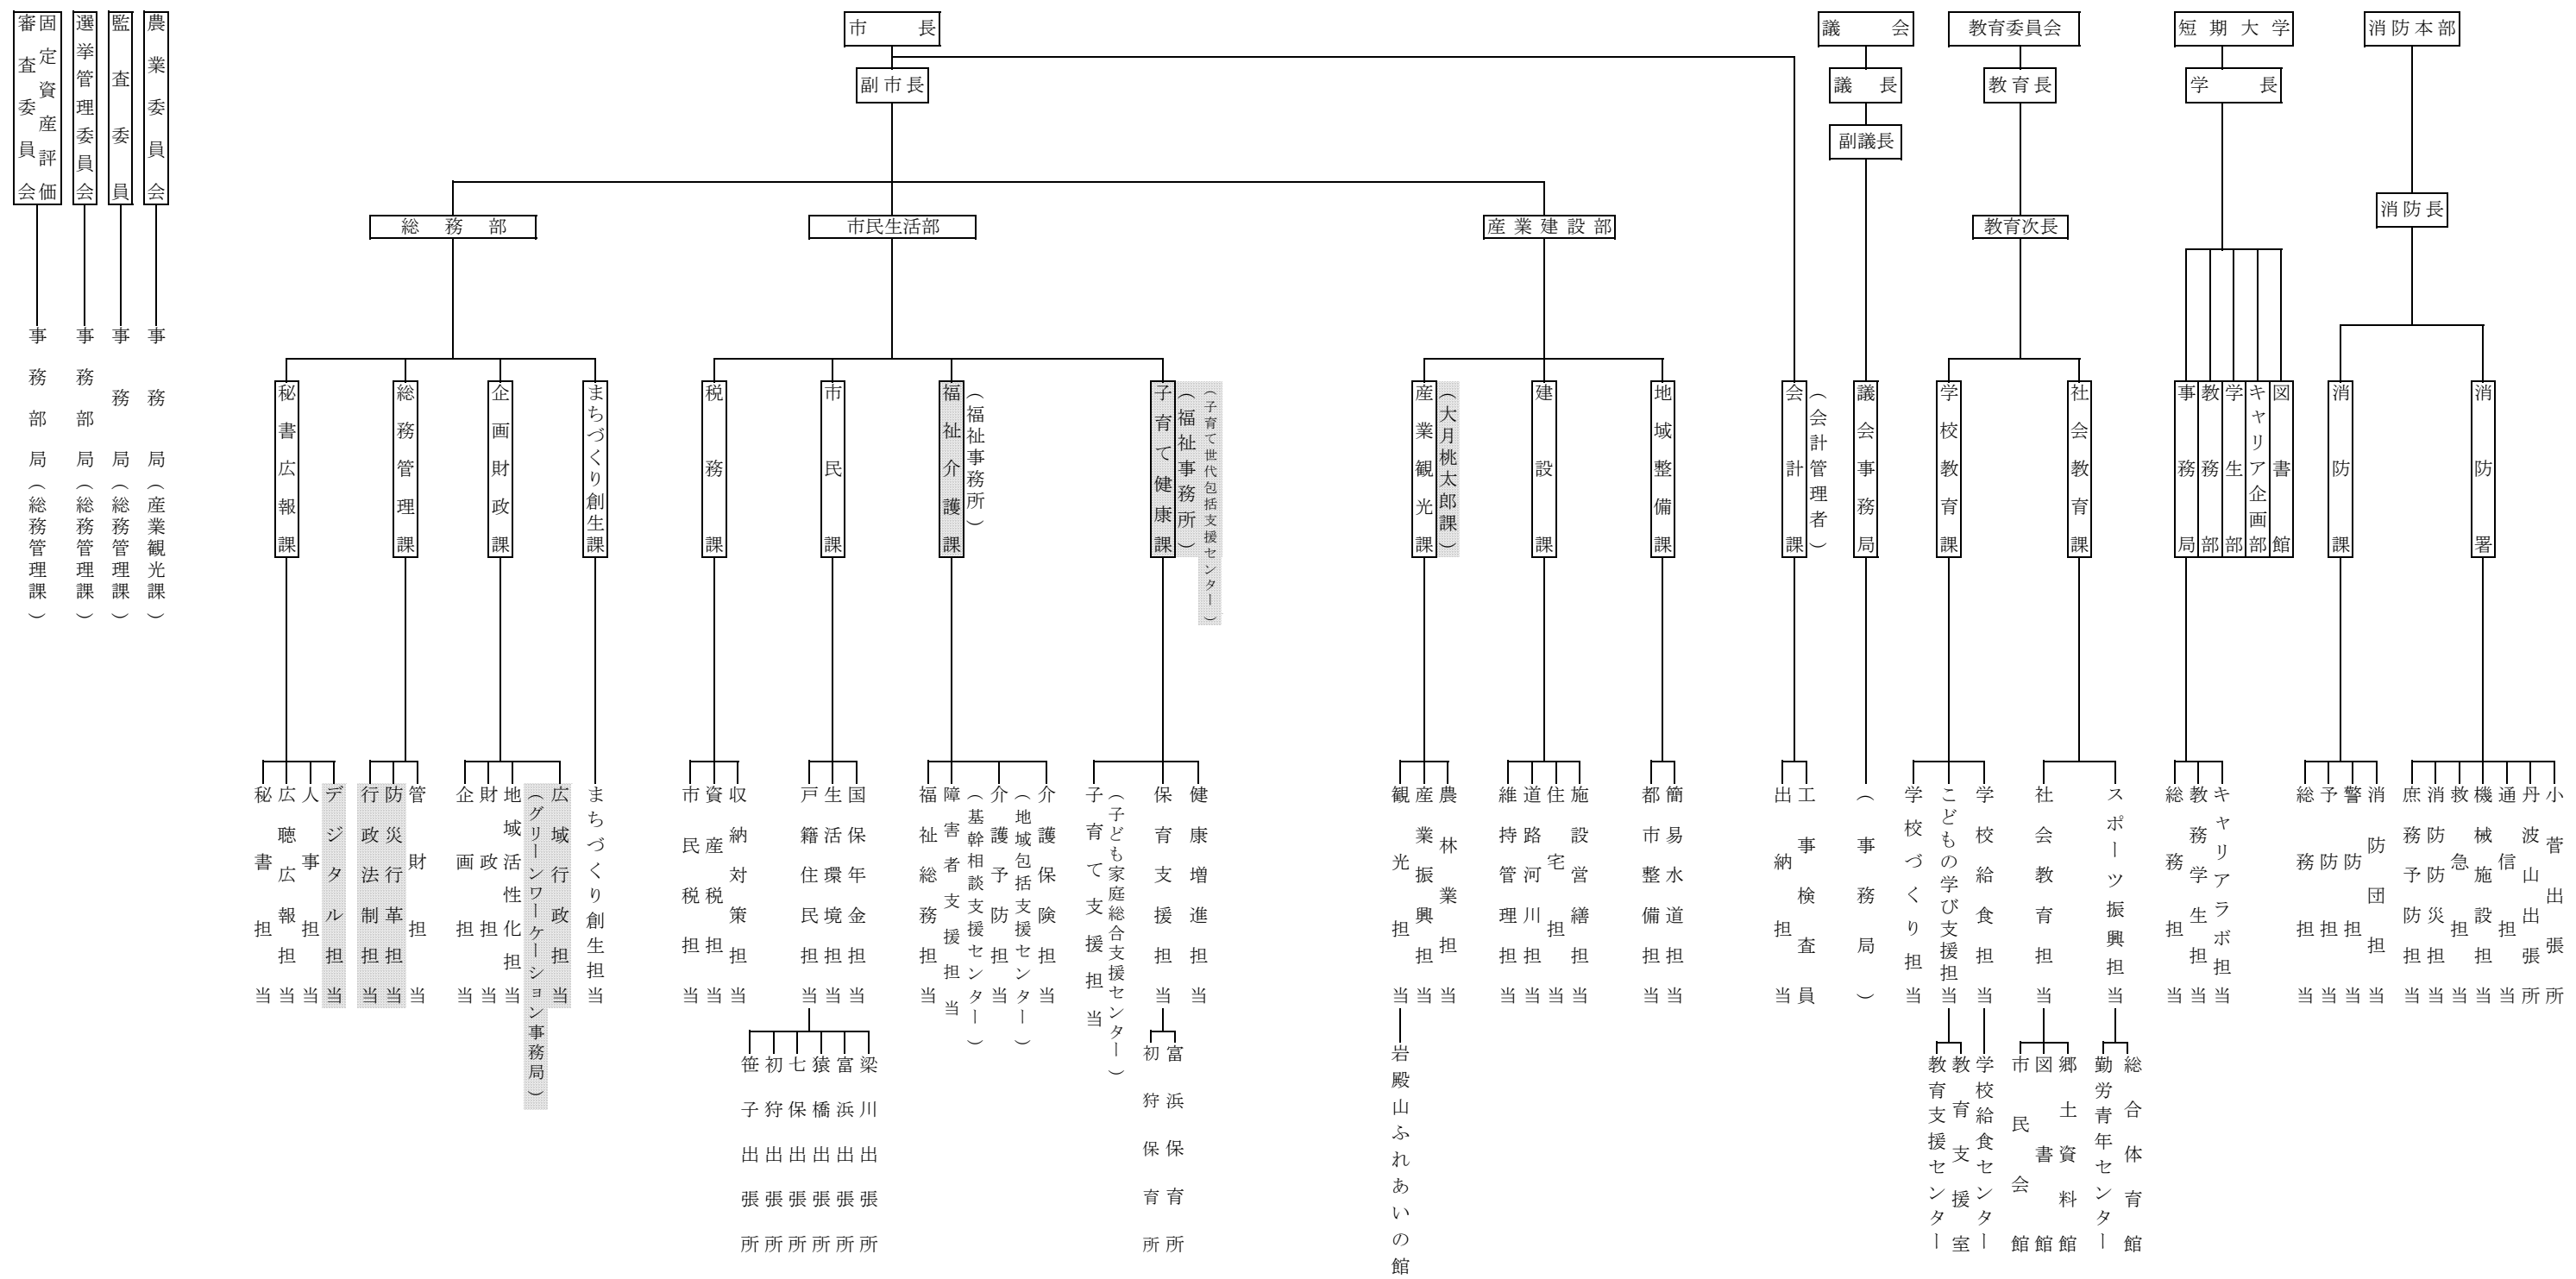 固定資産評価
審査委員会
選挙管理委員会
監査委員
農業委員会
事務局(総務管理課)
事務局(総務管理課)
事務局(総務管理課)
事務局(産業観光課)
市長
副市長
総務部
市民生活部
産業建設部
秘書広報課
総務管理課
企画財政課
まちづくり創生課
税務課
市民課
福祉介護課
(福祉事務所)
子育て健康課
(福祉事務所)
(子育て世代包括支援センター)
産業観光課
(大月桃太郎課)
建設課
地域整備課
会計課
(会計管理者)
秘書担当
広聴広報担当
人事担当
デジタル担当
行政法制担当
防災行革担当
管財担当
企画担当
財政担当
地域活性化担当
(グリーンワーケーション事務局)
広域行政担当
まちづくり創生担当
市民税担当
資産税担当
収納対策担当
戸籍住民担当
生活環境担当
国保年金担当
笹子出張所
初狩出張所
七保出張所
猿橋出張所
富浜出張所
梁川出張所
福祉総務担当
障害者支援担当
(基幹相談支援センター)
介護予防担当
(地域包括支援センター)
介護保険担当
子育て支援担当
(子ども家庭総合支援センター)
保育支援担当
健康増進担当
初狩保育所
富浜保育所
観光担当
産業振興担当
農林業担当
岩殿山ふれあいの館
維持管理担当
道路河川担当
住宅担当
施設営繕担当
都市整備担当
簡易水道担当
出納担当
工事検査員
議会
議長
副議長
議会事務局
(事務局)
教育委員会
教育長
教育次長
学校教育課
社会教育課
学校づくり担当
こどもの学び支援担当
学校給食担当
教育支援センター
教育支援室
学校給食センター
社会教育担当
スポーツ振興担当
市民会館
図書館
郷土資料館
勤労青年センター
総合体育館
短期大学
学長
事務局
教務部
学生部
キャリア企画部
図書館
総務担当
教務学生担当
キャリアラボ担当
消防本部
消防長
消防課
消防署
総務担当
予防担当
警防担当
消防団担当
庶務予防担当
消防防災担当
救急担当
機械施設担当
通信担当
丹波山出張所
小菅出張所